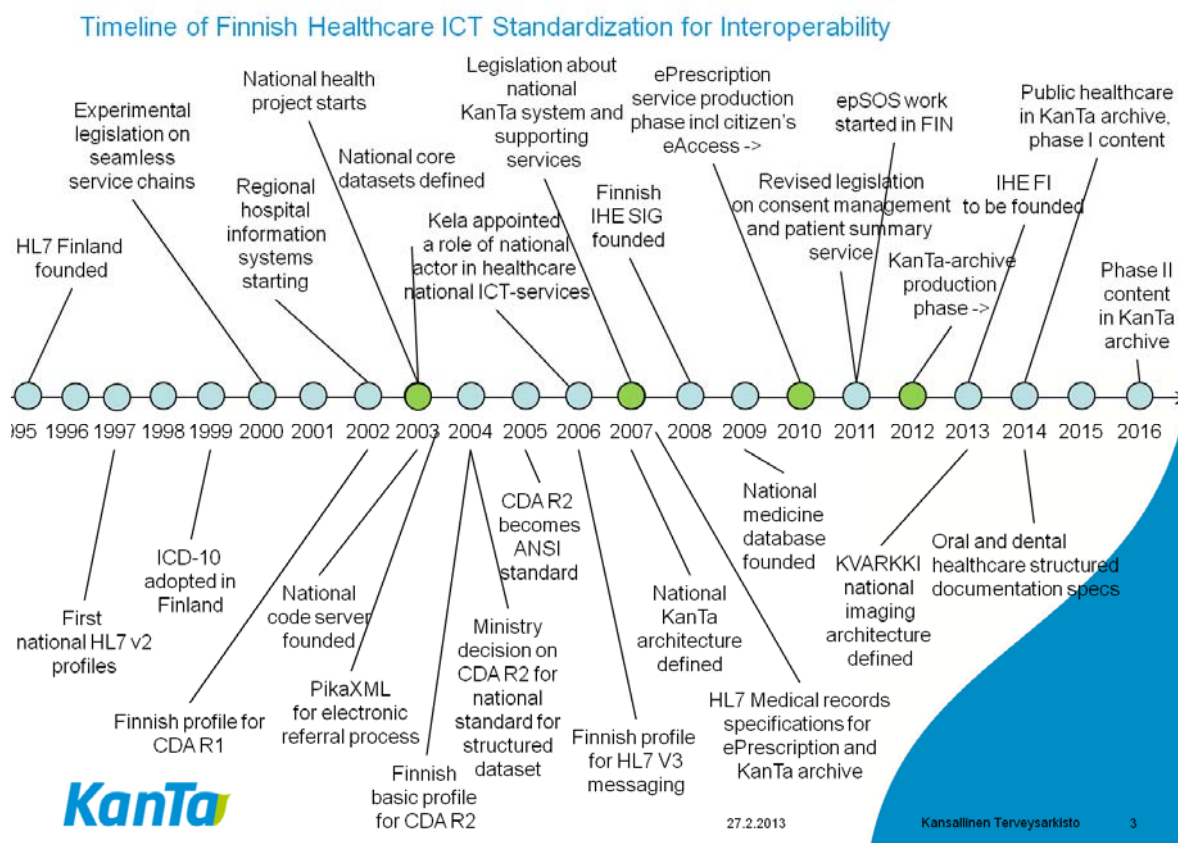 Timeline of Finnish Healthcare ICT Standardization for Interoperability
HL7 Finland
founded
Experimental
legislation on
seamless
service chains
Regional
hospital
information
systems
starting
National health
project starts
National core
datasets defined
Kela appointed
a role of national
actor in healthcare
national ICT-services
Legislation about
national
KanTa system and
supporting
services
Finnish
IHE SIG
founded
ePrescription
service production
phase incl citizen's
eAccess ->
Revised legislation
on consent management
and patient summary
service
epSOS work
started in FIN
KanTa-archive
production
phase ->
IHE FI
to be founded
Public healthcare
in KanTa archive,
phase I content
Phase II
content
in KanTa
archive
995 1996 1997 1998 1999 2000 2001 2002 2003 2004 2005 2006 2007 2008 2009 2010 2011 2012 2013 2014 2015 2016
First
national HL7 v2
profiles
ICD-10
adopted in
Finland
Finnish profile for
CDA R1
National
code server
founded
PikaXML
for electronic
referral process
Finnish
basic profile
for CDA R2
Ministry
decision on
CDA R2 for
national
standard for
structured
dataset
CDA R2
becomes
ANSI
standard
Finnish profile
for HL7 V3
messaging
National
KanTa
architecture
defined
HL7 Medical records
specifications for
ePrescription and
KanTa archive
National
medicine
database
founded
KVARKKI
national
imaging
architecture
defined
Oral and dental
healthcare structured
documentation specs
KanTa
27.2.2013
Kansallinen Terveysarkisto
3